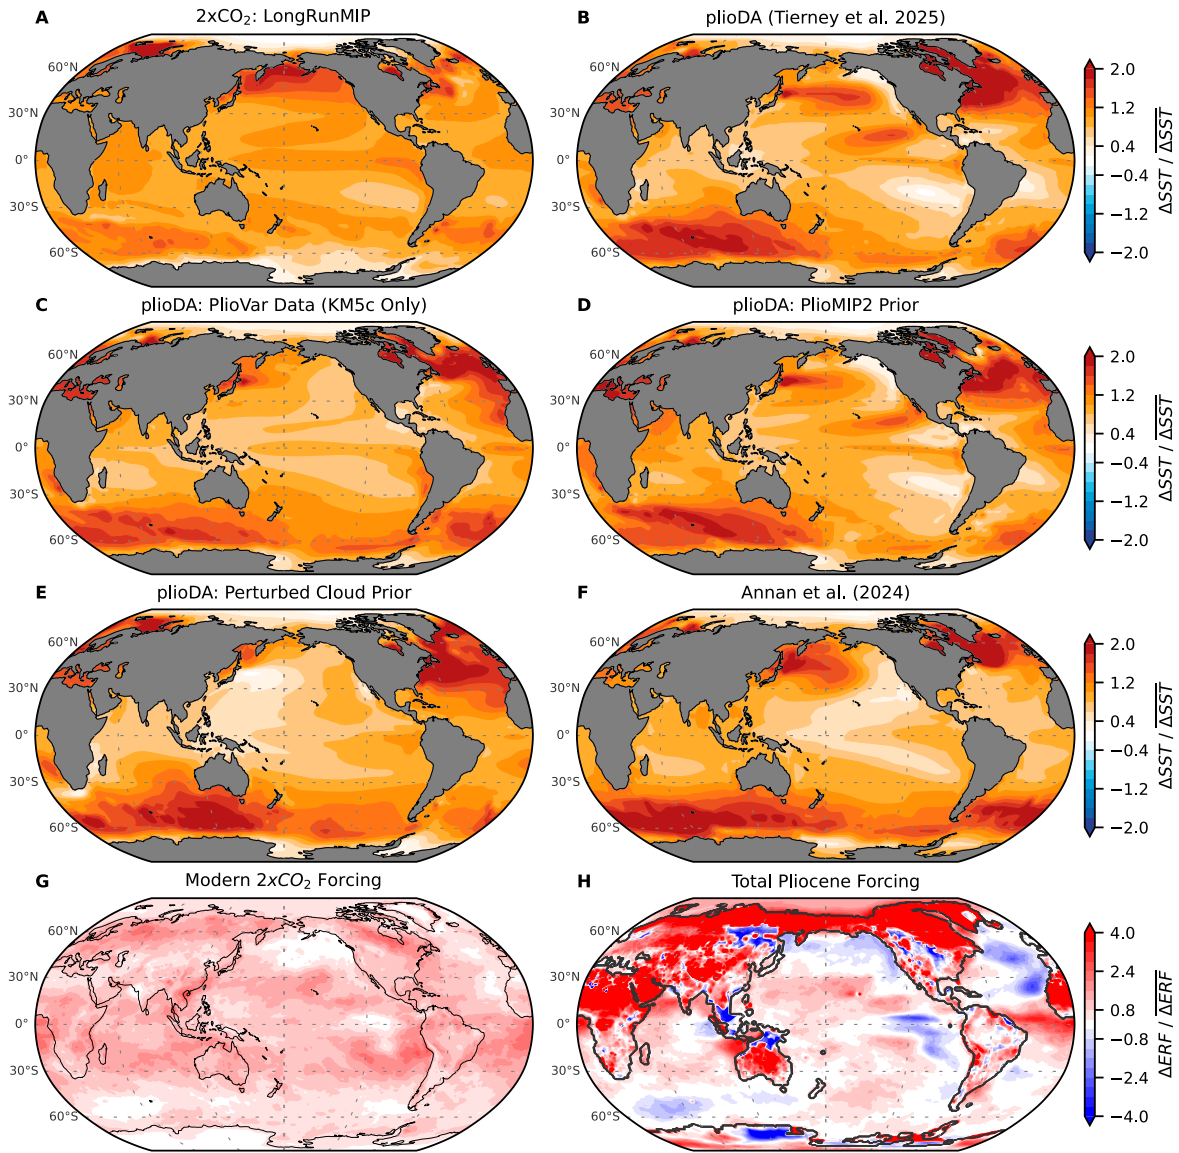 A 2xCO₂: LongRunMIP
B plioDA (Tierney et al. 2025)
60°N
30°N
0°
30°S
60°S
60°N
30°N
0°
30°S
60°S
2.0
1.2
0.4
−0.4
−1.2
−2.0
ΔSST / ΔSST
C plioDA: PlioVar Data (KM5c Only)
D plioDA: PlioMIP2 Prior
60°N
30°N
0°
30°S
60°S
60°N
30°N
0°
30°S
60°S
2.0
1.2
0.4
−0.4
−1.2
−2.0
ΔSST / ΔSST
E plioDA: Perturbed Cloud Prior
F Annan et al. (2024)
60°N
30°N
0°
30°S
60°S
60°N
30°N
0°
30°S
60°S
2.0
1.2
0.4
−0.4
−1.2
−2.0
ΔSST / ΔSST
G Modern 2xCO₂ Forcing
H Total Pliocene Forcing
60°N
30°N
0°
30°S
60°S
60°N
30°N
0°
30°S
60°S
4.0
2.4
0.8
−0.8
−2.4
−4.0
ΔERF / ΔERF